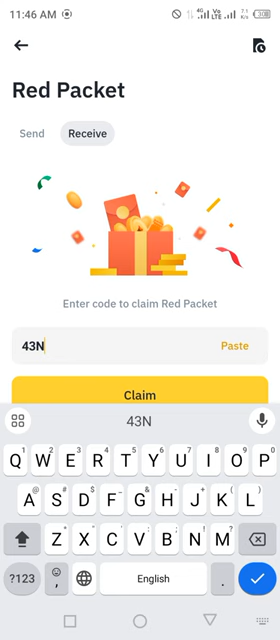 11:46 AM
Red Packet
Send Receive
Enter code to claim Red Packet
43N Paste
Claim
43N
Q W E R T Y U I O P
A S D F G H J K L
Z X C V B N M
?123 , English .